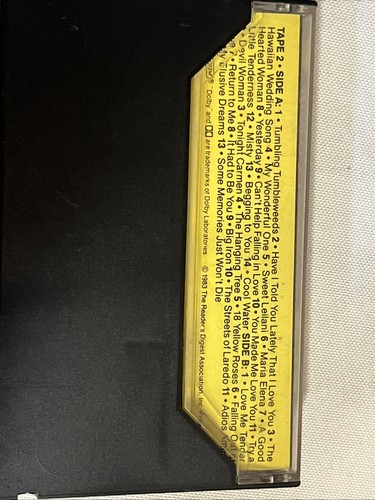 TAPE 2 • SIDE A: 1 • Tumbling Tumbleweeds 2 • Have I Told You Lately That I Love You 3 • The
Hawaiian Wedding Song 4 • My Wonderful One 5 • Sweet Leilani 6 • Maria Elena 7 • A Good
Hearted Woman 8 • Yesterday 9 • Can't Help Falling in Love 10 • You Made Me Love You 11 • Try a
Little Tenderness 12 • Misty 13 • Begging to You 14 • Cool Water SIDE B: 1 • Love Me Tender
• Devil Woman 3 • Tonight Carmen 4 • The Hanging Tree 5 • 18 Yellow Roses 6 • Falling
7 • Return to Me 8 • It Had to Be You 9 • Big Iron 10 • The Streets of Laredo 11 • Adios
Elusive Dreams 13 • Some Memories Just Won't Die
"Dolby and are trademarks of Dolby Laboratories © 1983 The Reader's Digest Association, Inc.